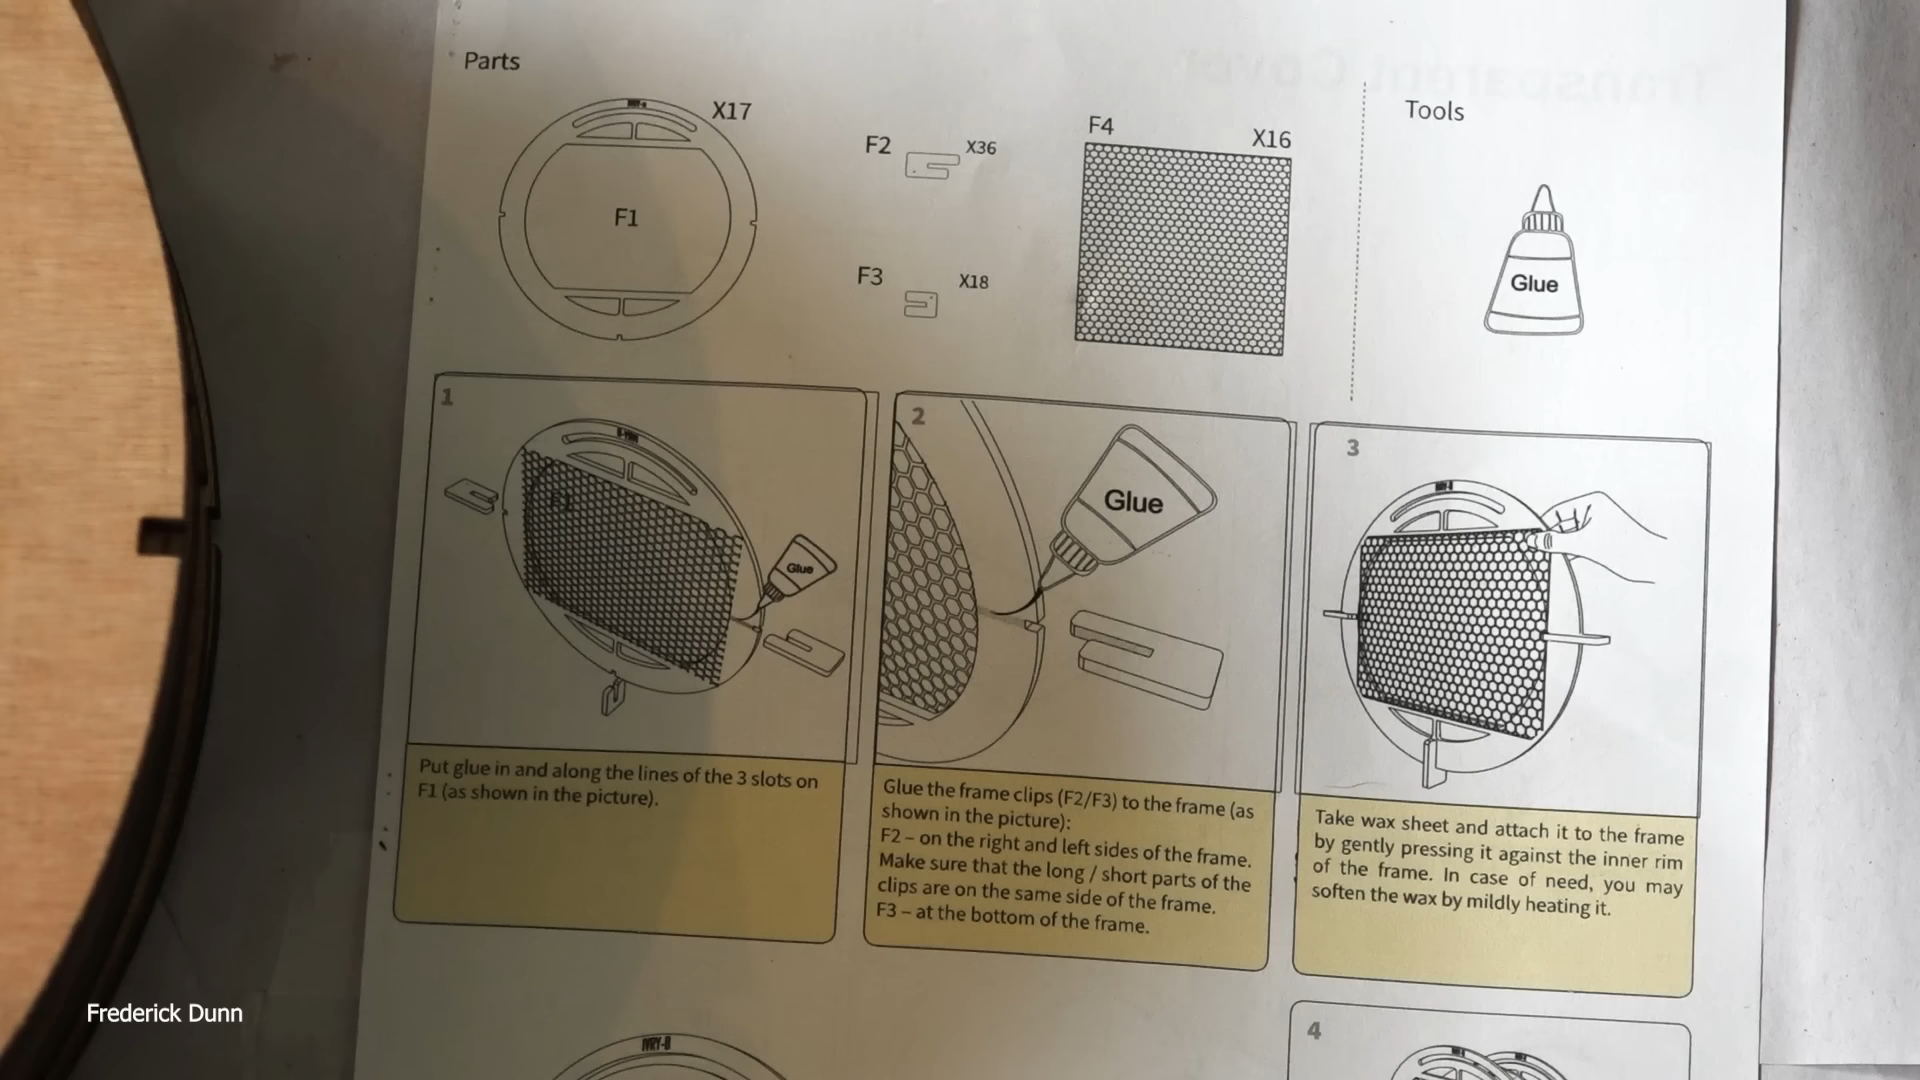 Parts
X17
F1
F2
X36
F3
X18
F4
X16
Tools
Glue
1
F1
Glue
Put glue in and along the lines of the 3 slots on
F1 (as shown in the picture).
2
Glue
Glue the frame clips (F2/F3) to the frame (as
shown in the picture):
F2 – on the right and left sides of the frame.
Make sure that the long / short parts of the
clips are on the same side of the frame.
F3 – at the bottom of the frame.
3
Take wax sheet and attach it to the frame
by gently pressing it against the inner rim
of the frame. In case of need, you may
soften the wax by mildly heating it.
4
Frederick Dunn